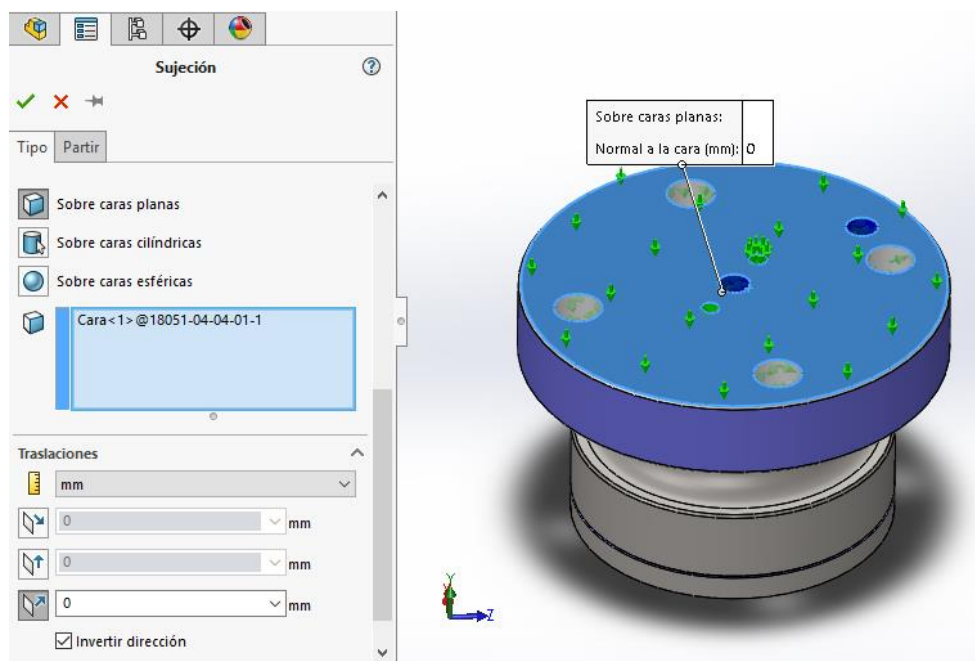 Sujeción
Tipo Partir
Sobre caras planas
Sobre caras cilíndricas
Sobre caras esféricas
Cara<1>@18051-04-04-01-1
Traslaciones
mm
0 mm
0 mm
0 mm
Invertir dirección
Sobre caras planas:
Normal a la cara (mm): 0
Y
Z